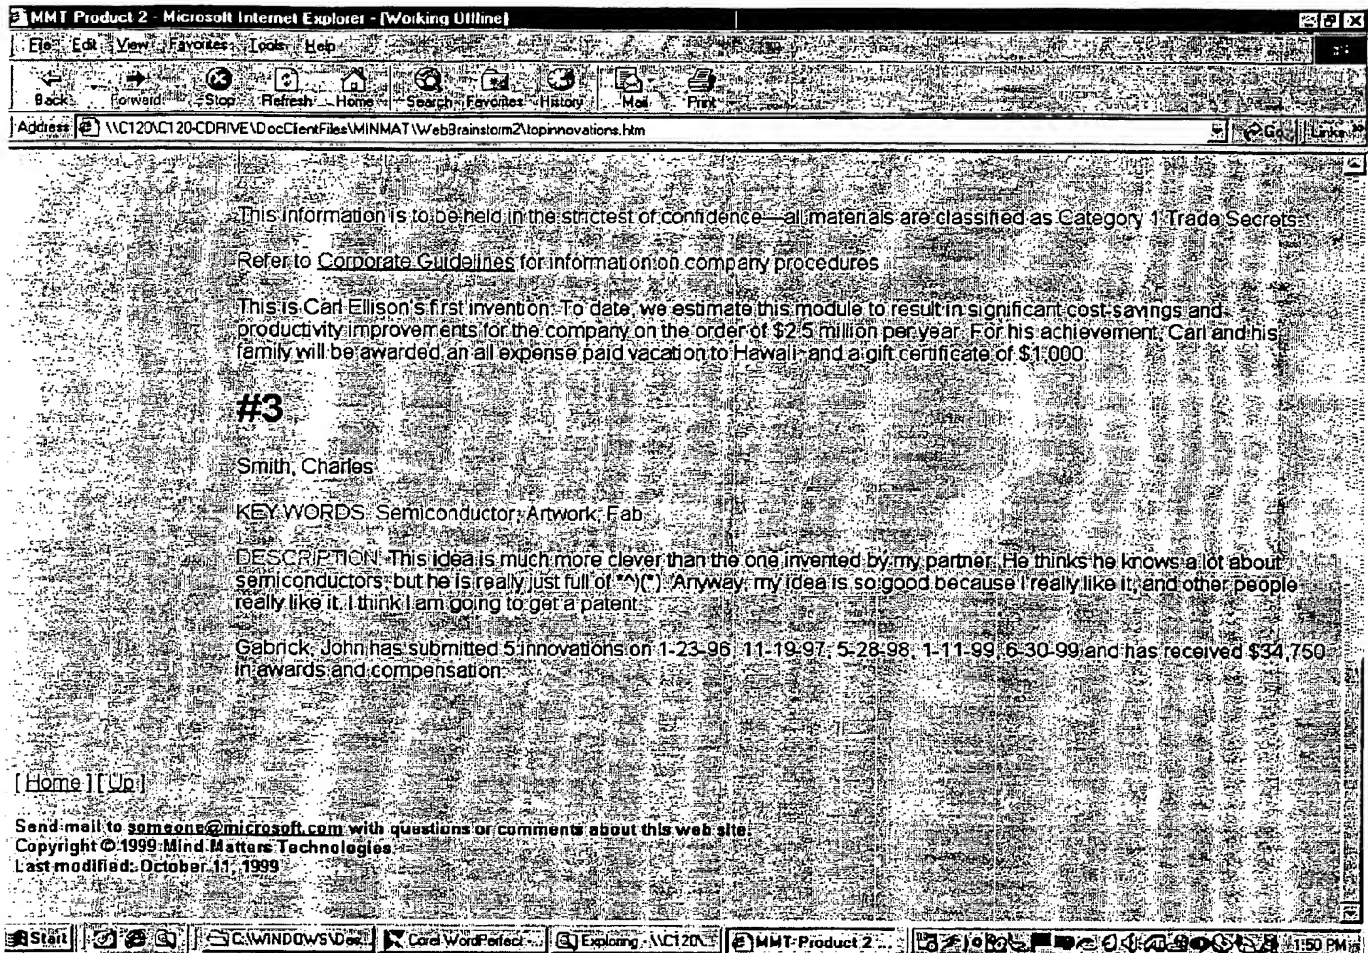 MMT Product 2 - Microsoft Internet Explorer - [Working Offline]
File Edit View Favorites Tools Help
Back Forward Stop Refresh Home Search Favorites History Mail Print
Address \\C120\C120-CDRIVE\DocClientFiles\MINMAT\WebBrainstorm2\topinnovations.htm Go Links »
This information is to be held in the strictest of confidence—all materials are classified as Category 1 Trade Secrets.
Refer to Corporate Guidelines for information on company procedures
This is Carl Ellison's first invention. To date, we estimate this module to result in significant cost-savings and
productivity improvements for the company on the order of $2.5 million per year. For his achievement, Carl and his
family will be awarded an all expense paid vacation to Hawaii and a gift certificate of $1,000.
#3
Smith, Charles
KEY WORDS: Semiconductor, Artwork, Fab
DESCRIPTION: This idea is much more clever than the one invented by my partner. He thinks he knows a lot about
semiconductors, but he is really just full of *^)(*). Anyway, my idea is so good because I really like it, and other people
really like it. I think I am going to get a patent.
Gabrick, John has submitted 5 innovations on 1-23-96, 11-19-97, 5-28-98, 1-11-99, 6-30-99 and has received $34,750
in awards and compensation.
[ Home ] [ Up ]
Send mail to someone@microsoft.com with questions or comments about this web site.
Copyright © 1999 Mind Matters Technologies
Last modified: October 11, 1999
Start C:\WINDOWS\Des... Corel WordPerfect -... Exploring - \\C120\... MMT-Product 2 ... 1:50 PM